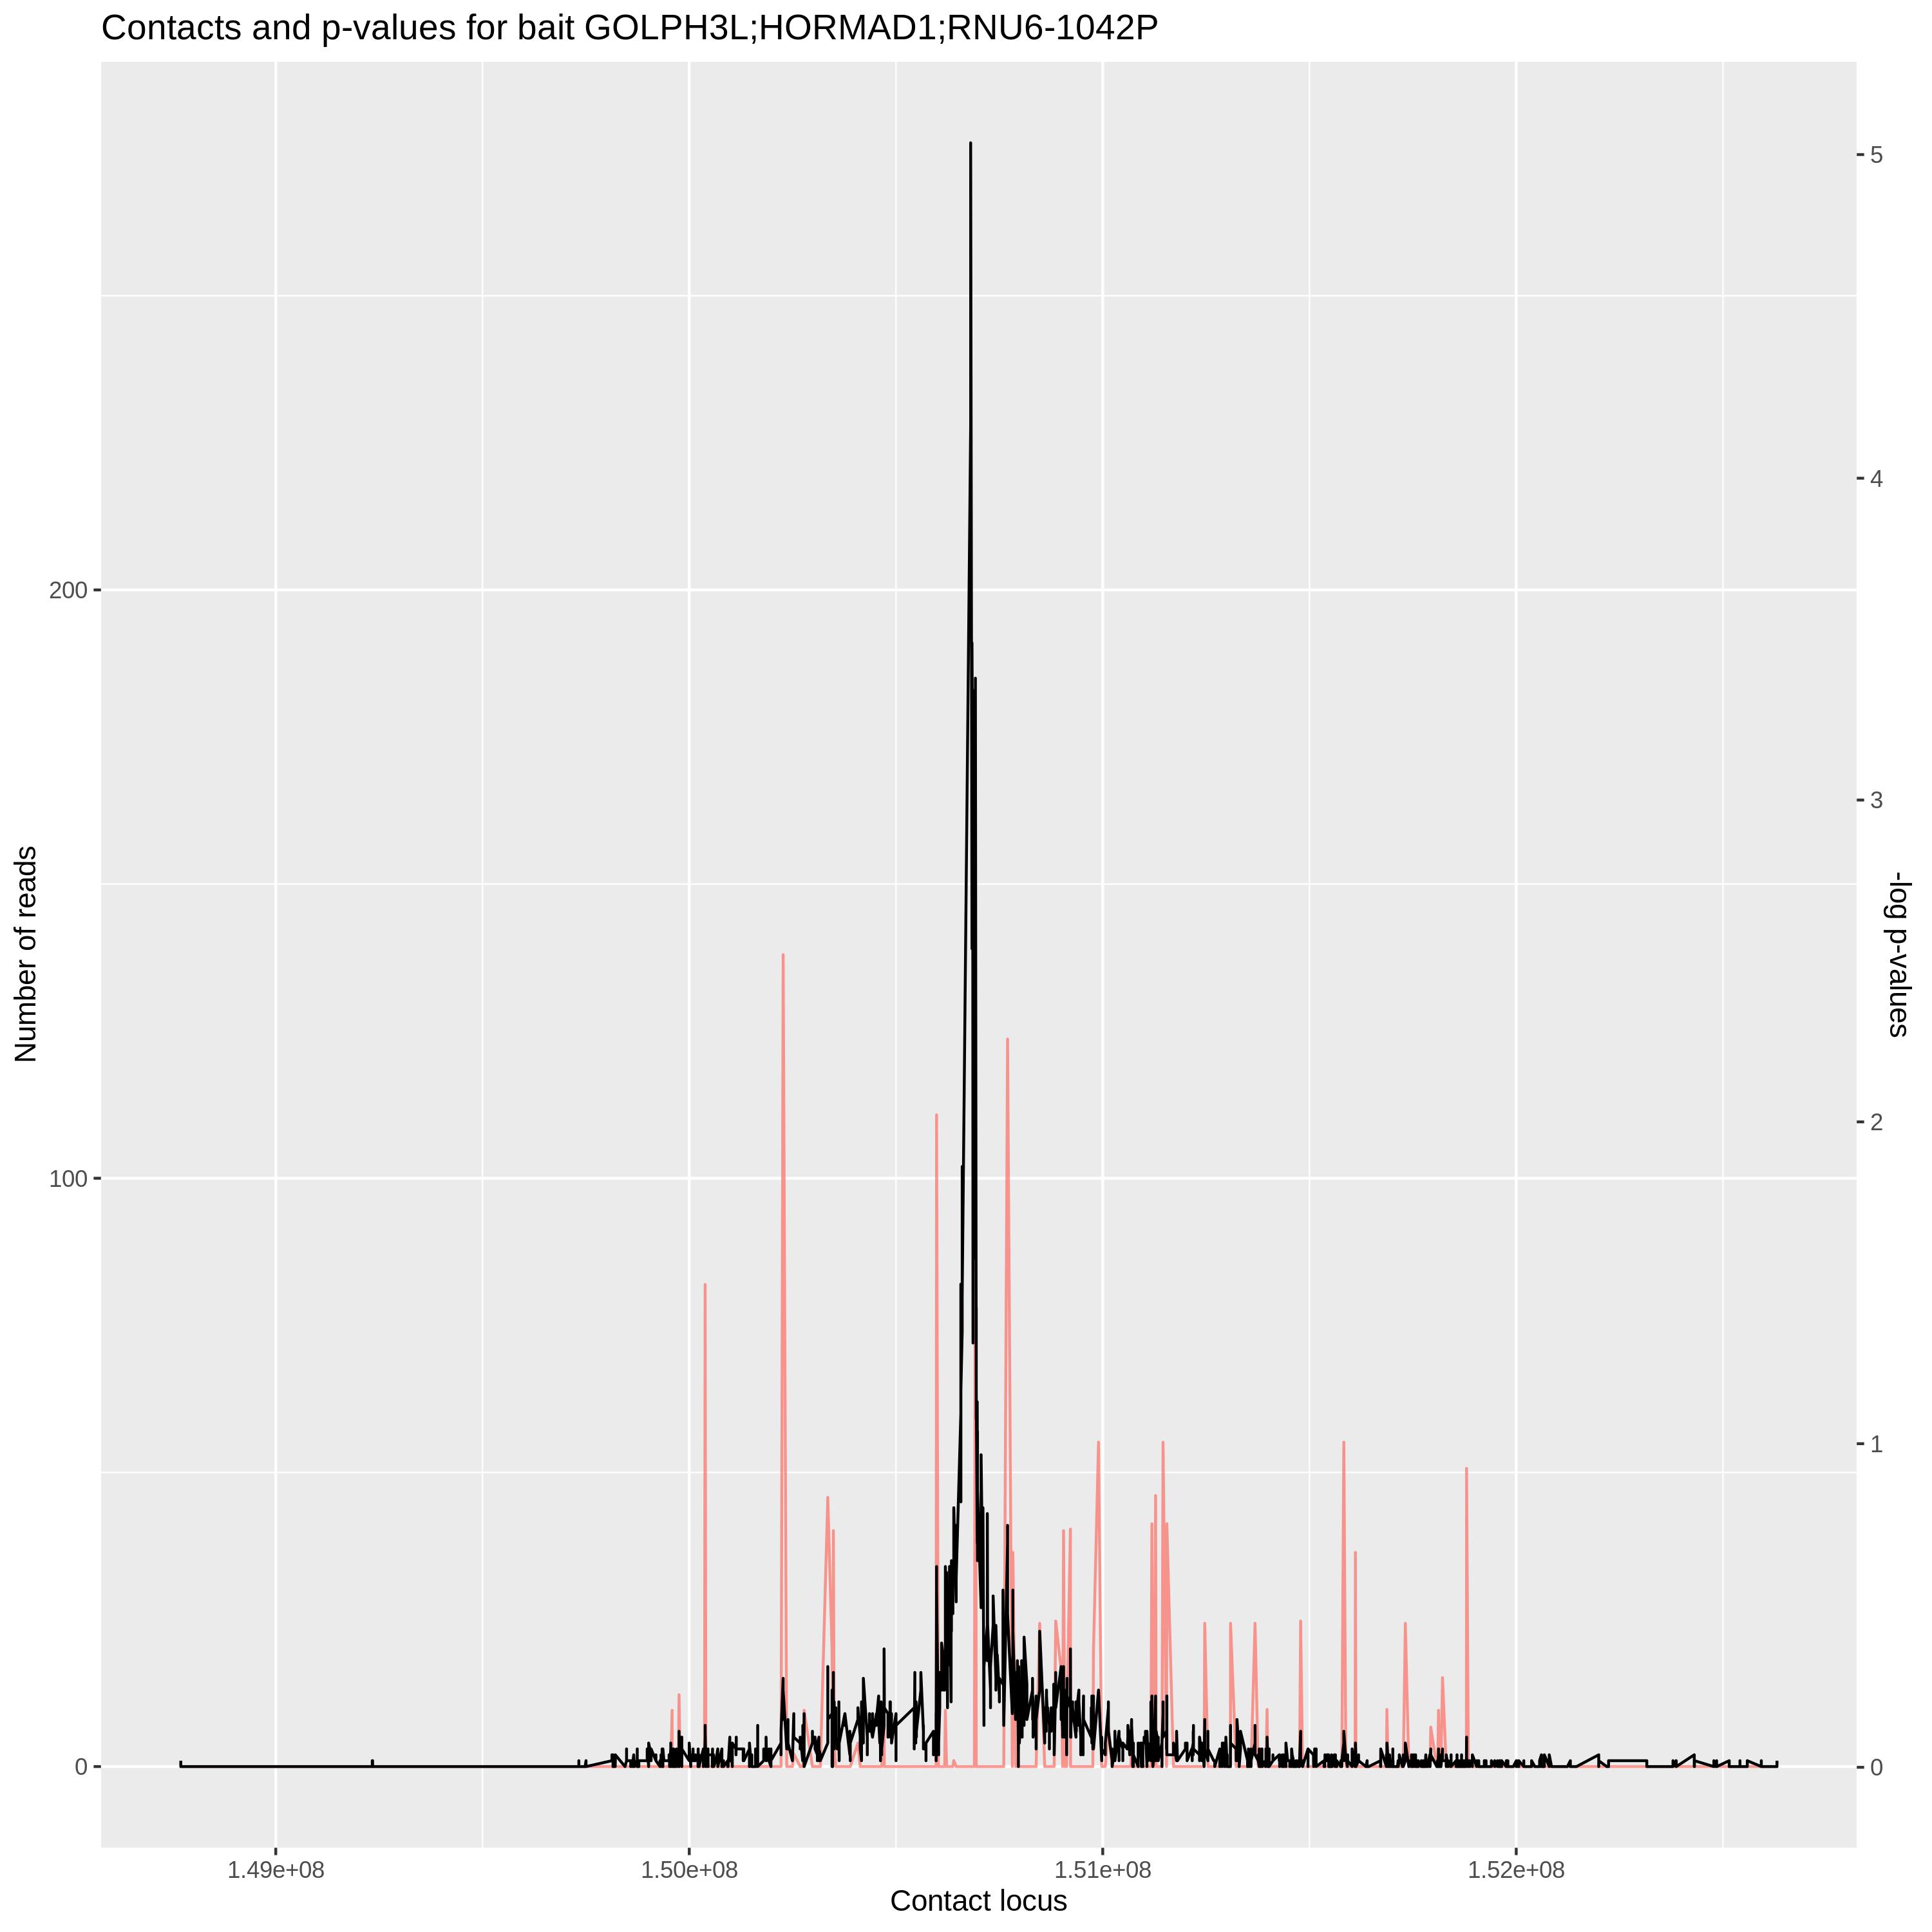 Contacts and p-values for bait GOLPH3L;HORMAD1;RNU6-1042P
Number of reads
200
100
0
5
4
3
2
1
0
-log p-values
1.49e+08
1.50e+08
1.51e+08
1.52e+08
Contact locus